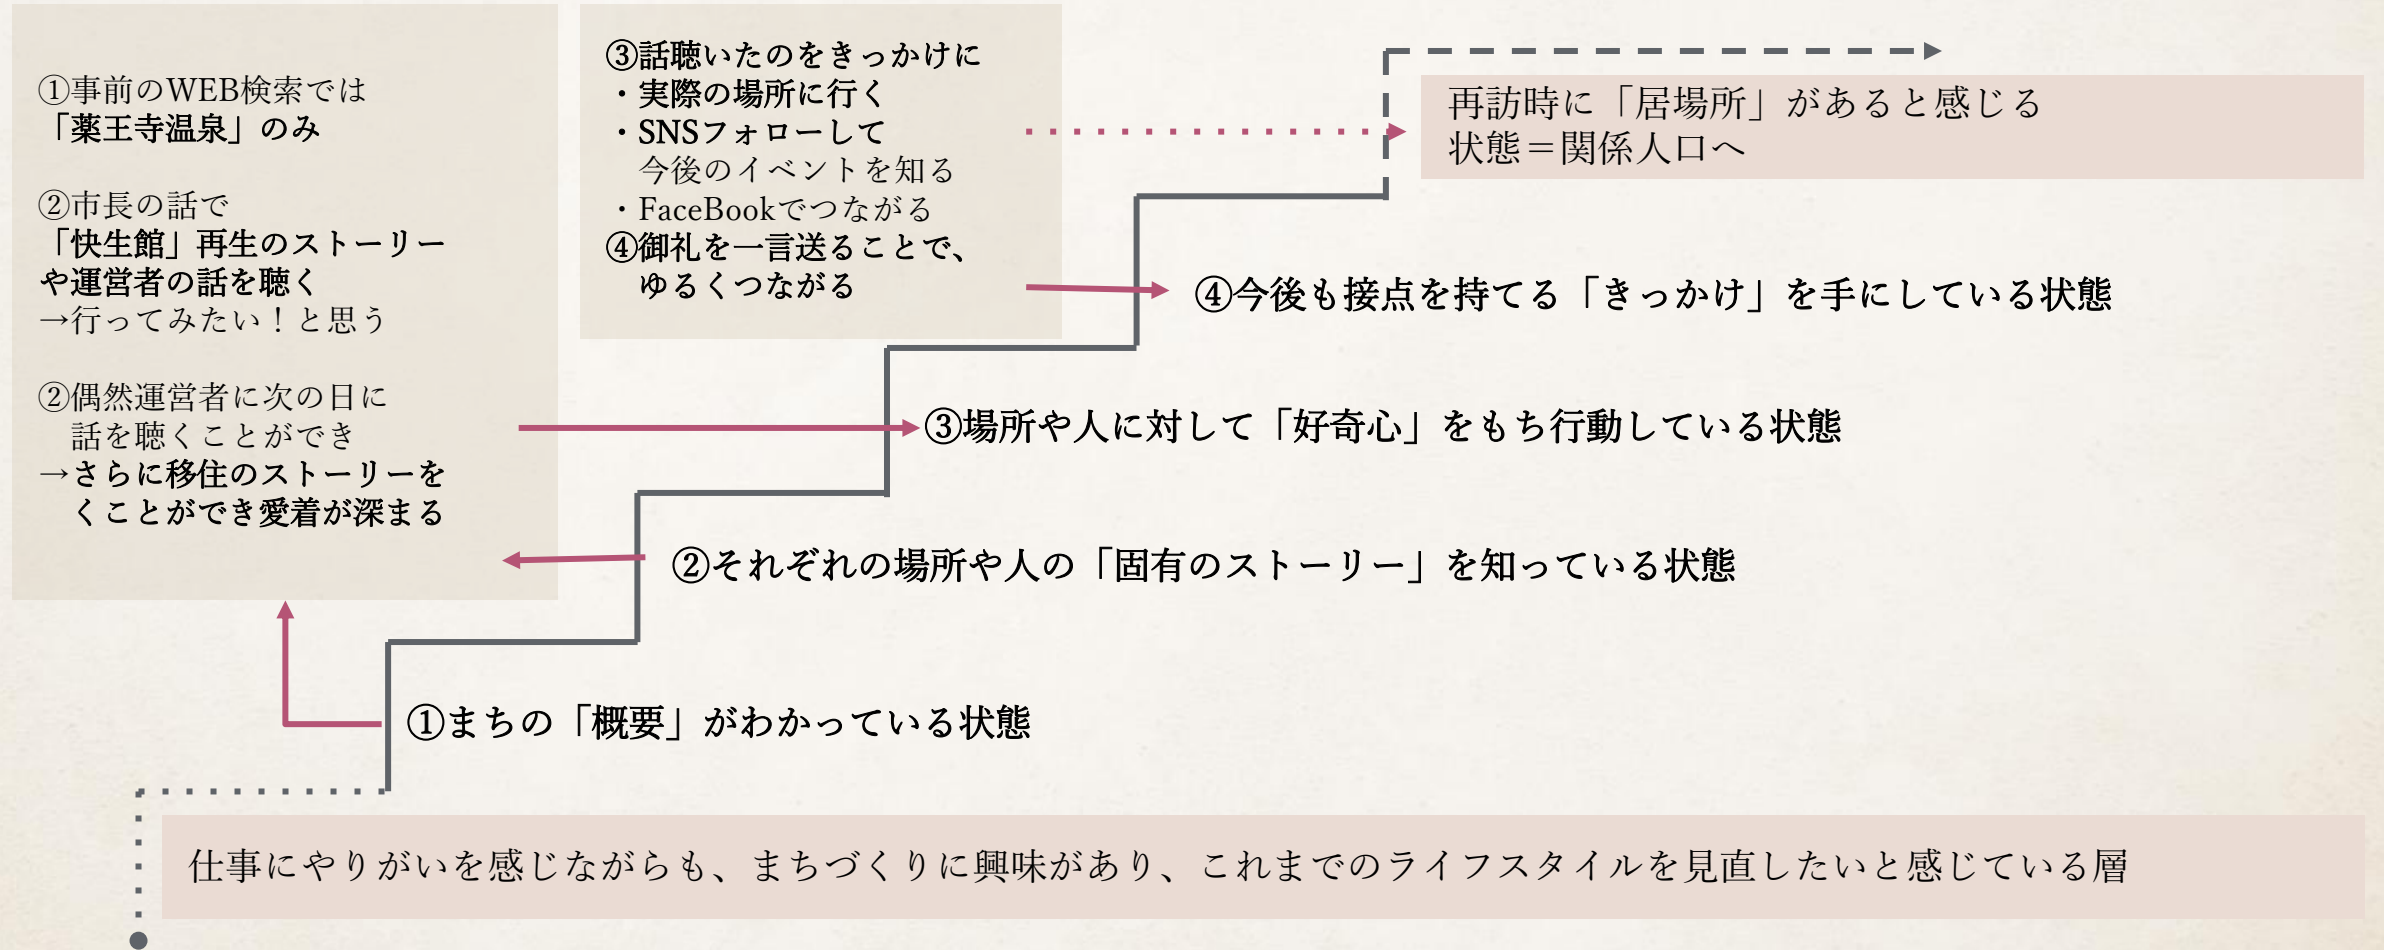 ①事前のWEB検索では
「薬王寺温泉」のみ
②市長の話で
「快生館」再生のストーリー
や運営者の話を聴く
→行ってみたい！と思う
②偶然運営者に次の日に
話を聴くことができ
→さらに移住のストーリーを
くことができ愛着が深まる
③話聴いたのをきっかけに
・実際の場所に行く
・SNSフォローして
今後のイベントを知る
・FaceBookでつながる
④御礼を一言送ることで、
ゆるくつながる
再訪時に「居場所」があると感じる
状態＝関係人口へ
④今後も接点を持てる「きっかけ」を手にしている状態
③場所や人に対して「好奇心」をもち行動している状態
②それぞれの場所や人の「固有のストーリー」を知っている状態
①まちの「概要」がわかっている状態
仕事にやりがいを感じながらも、まちづくりに興味があり、これまでのライフスタイルを見直したいと感じている層